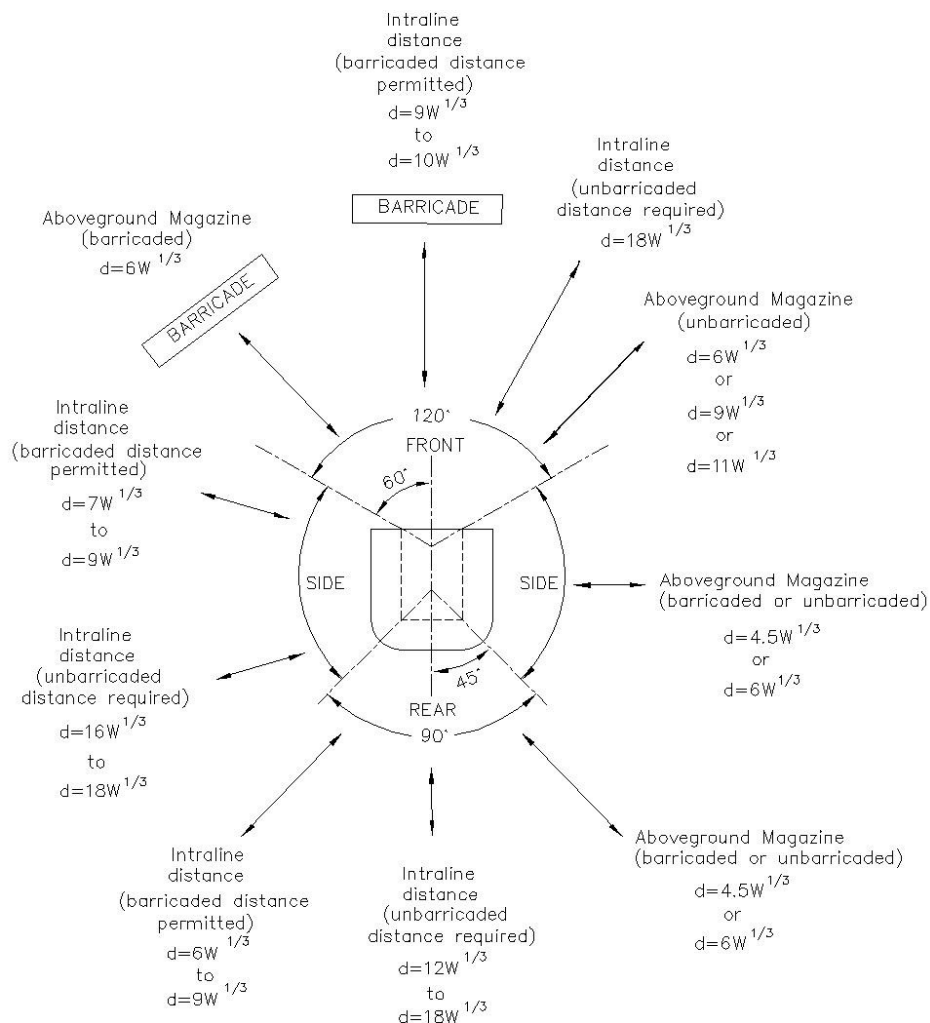 Intraline
distance
(barricaded distance
permitted)
d=9W 1/3
to
d=10W 1/3
BARRICADE
Intraline
distance
(unbarricaded
distance required)
d=18W 1/3
Aboveground Magazine
(barricaded)
d=6W 1/3
BARRICADE
Aboveground Magazine
(unbarricaded)
d=6W 1/3
or
d=9W 1/3
or
d=11W 1/3
Intraline
distance
(barricaded distance
permitted)
d=7W 1/3
to
d=9W 1/3
120°
FRONT
60°
SIDE
SIDE
45°
REAR
90°
Aboveground Magazine
(barricaded or unbarricaded)
d=4.5W 1/3
or
d=6W 1/3
Intraline
distance
(unbarricaded
distance required)
d=16W 1/3
to
d=18W 1/3
Intraline
distance
(barricaded distance
permitted)
d=6W 1/3
to
d=9W 1/3
Intraline
distance
(unbarricaded
distance required)
d=12W 1/3
to
d=18W 1/3
Aboveground Magazine
(barricaded or unbarricaded)
d=4.5W 1/3
or
d=6W 1/3